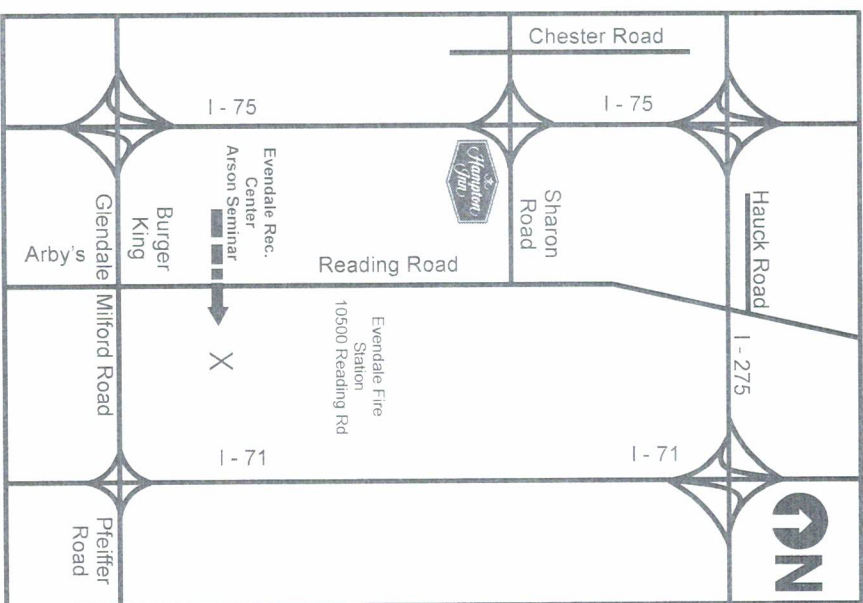 Chester Road
I - 75
I - 75
Hampton
Inn
Sharon
Road
Hauck Road
Evendale Rec.
Center
Arson Seminar
Burger
King
Arby's
Glendale Milford Road
Reading Road
X
Evendale Fire
Station
10500 Reading Rd
I - 275
I - 71
I - 71
Pfeiffer
Road
N